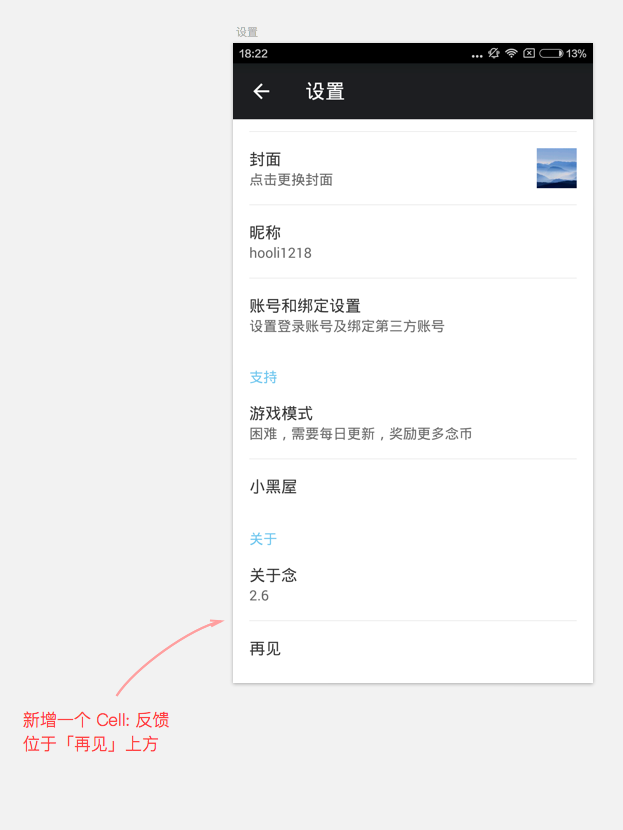 设置
18:22
13%
设置
封面
点击更换封面
昵称
hooli1218
账号和绑定设置
设置登录账号及绑定第三方账号
支持
游戏模式
困难，需要每日更新，奖励更多念币
小黑屋
关于
关于念
2.6
再见
新增一个 Cell: 反馈
位于「再见」上方